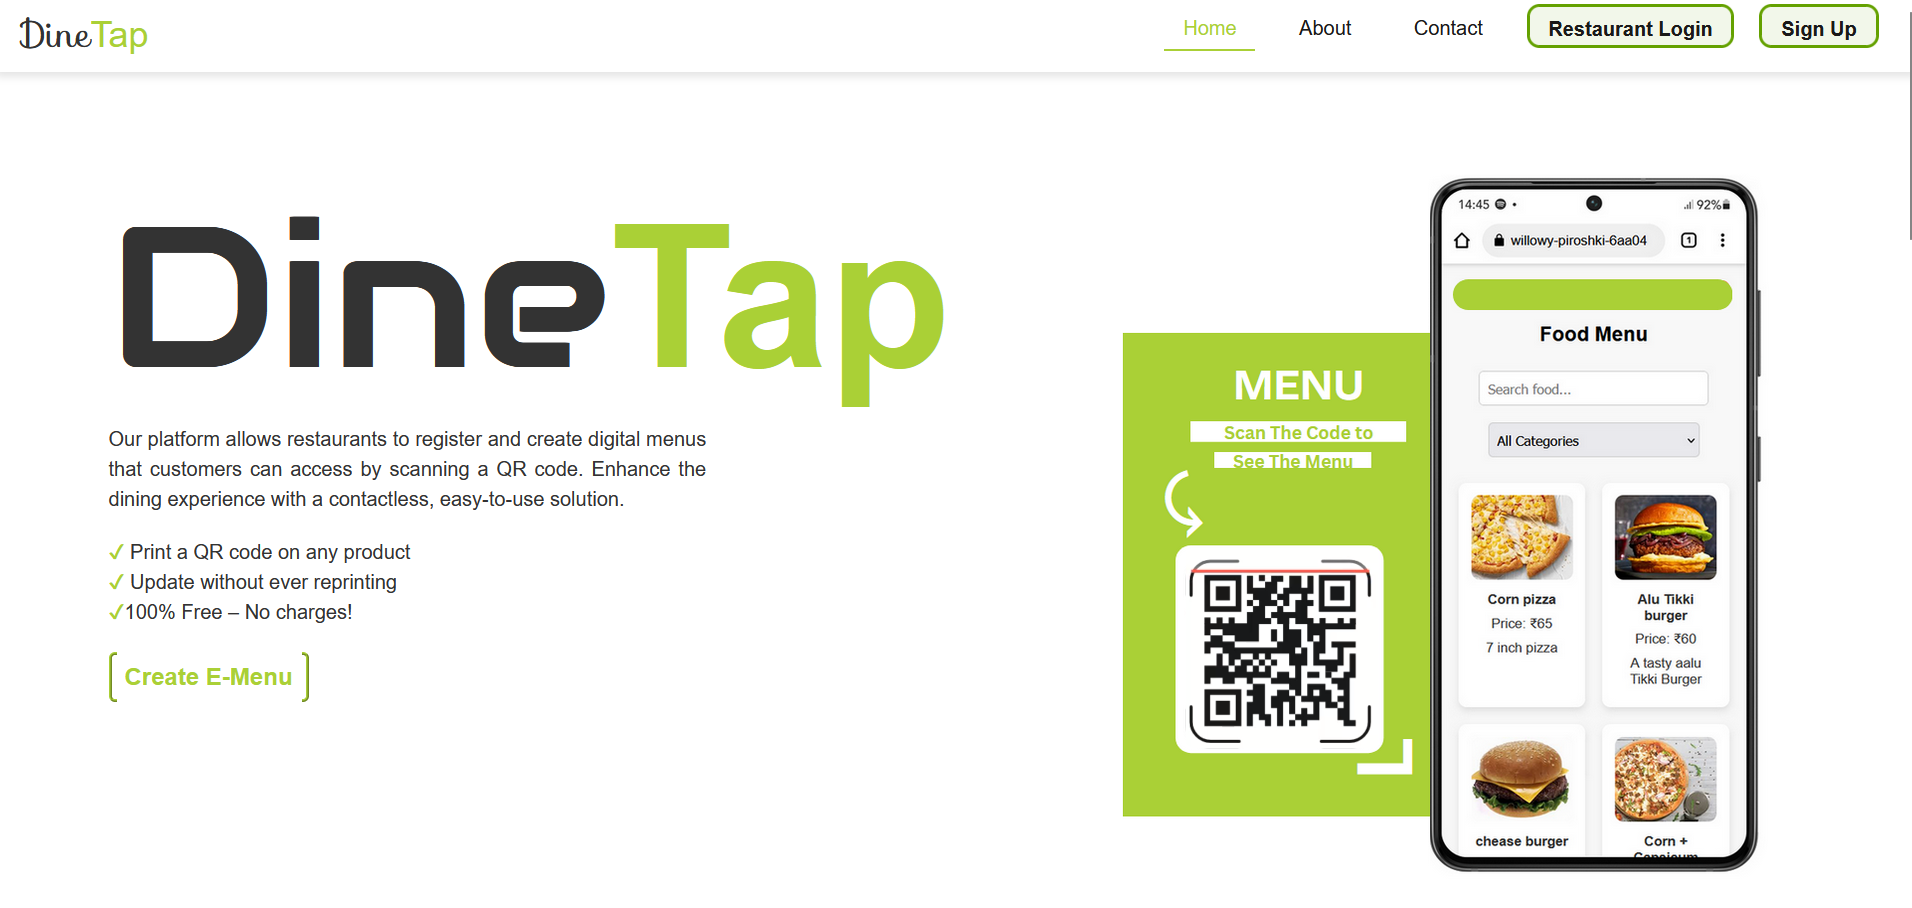 DineTap
Home
About
Contact
Restaurant Login
Sign Up
DineTap
Our platform allows restaurants to register and create digital menus
that customers can access by scanning a QR code. Enhance the
dining experience with a contactless, easy-to-use solution.
✓ Print a QR code on any product
✓ Update without ever reprinting
✓100% Free – No charges!
Create E-Menu
MENU
Scan The Code to
See The Menu
14:45
92%
willowy-piroshki-6aa04
1
Food Menu
Search food...
All Categories
Corn pizza
Price: ₹65
7 inch pizza
Alu Tikki
burger
Price: ₹60
A tasty aalu
Tikki Burger
chease burger
Corn +
Capsicum